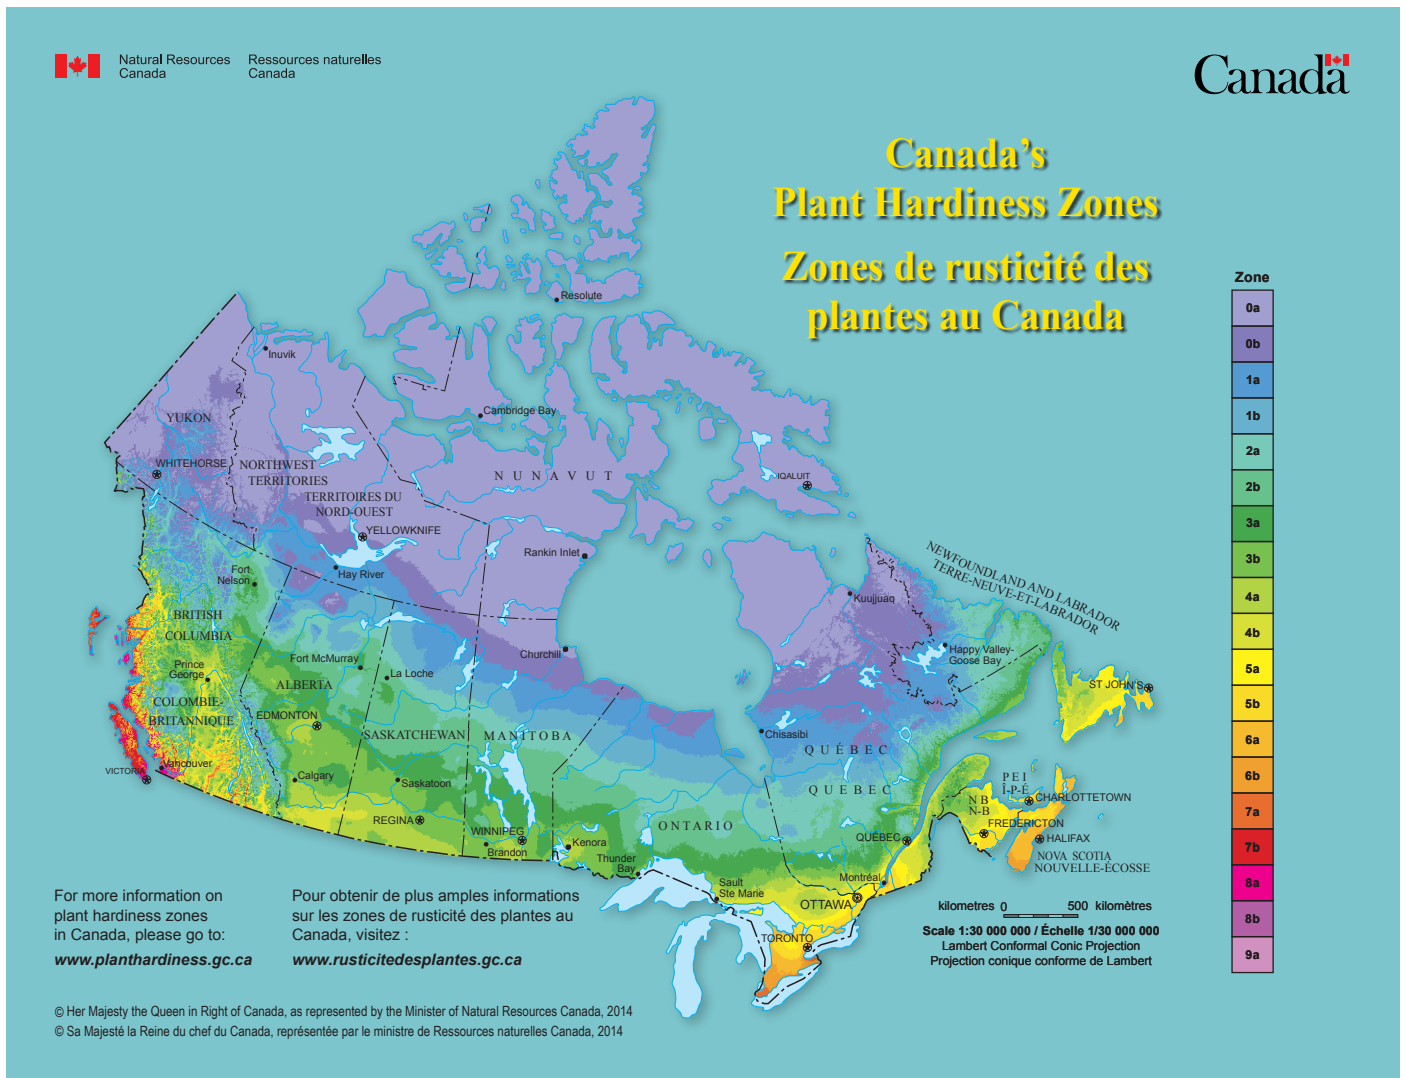 Natural Resources
Canada
Ressources naturelles
Canada
Canada
Canada's
Plant Hardiness Zones
Zones de rusticité des
plantes au Canada
Zone
0a
0b
1a
1b
2a
2b
3a
3b
4a
4b
5a
5b
6a
6b
7a
7b
8a
8b
9a
Resolute
Inuvik
Cambridge Bay
YUKON
WHITEHORSE
NORTHWEST
TERRITORIES
TERRITOIRES DU
NORD-OUEST
NUNAVUT
IQALUIT
YELLOWKNIFE
Rankin Inlet
Hay River
Fort
Nelson
NEWFOUNDLAND AND LABRADOR
TERRE-NEUVE-ET-LABRADOR
Kuujjuaq
BRITISH
COLUMBIA
Churchill
Happy Valley-
Goose Bay
Fort McMurray
La Loche
Prince
George
ALBERTA
ST JOHN'S
COLOMBIE-
BRITANNIQUE
EDMONTON
SASKATCHEWAN
MANITOBA
Chisasibi
QUÉBEC
QUEBEC
Vancouver
VICTORIA
Calgary
Saskatoon
PEI
Î-P-É
CHARLOTTETOWN
NB
N-B
FREDERICTON
REGINA
WINNIPEG
Brandon
ONTARIO
Kenora
Thunder
Bay
QUÉBEC
HALIFAX
NOVA SCOTIA
NOUVELLE-ÉCOSSE
Sault
Ste Marie
Montréal
OTTAWA
TORONTO
For more information on
plant hardiness zones
in Canada, please go to:
www.planthardiness.gc.ca
Pour obtenir de plus amples informations
sur les zones de rusticité des plantes au
Canada, visitez :
www.rusticitedesplantes.gc.ca
kilometres 0 500 kilomètres
Scale 1:30 000 000 / Échelle 1/30 000 000
Lambert Conformal Conic Projection
Projection conique conforme de Lambert
© Her Majesty the Queen in Right of Canada, as represented by the Minister of Natural Resources Canada, 2014
© Sa Majesté la Reine du chef du Canada, représentée par le ministre de Ressources naturelles Canada, 2014